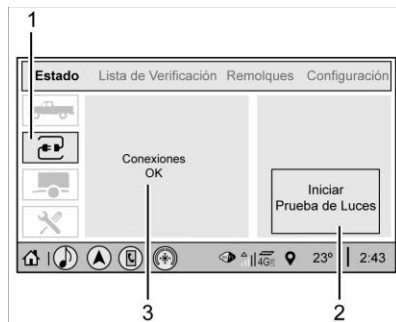 1
Estado Lista de Verificación Remolques Configuración
Conexiones
OK
Iniciar
Prueba de Luces
4G 23° 2:43
3 2